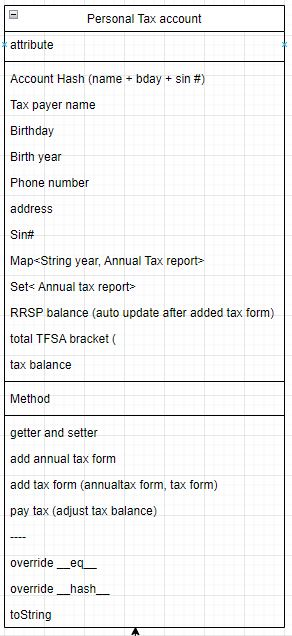 Personal Tax account
attribute
Account Hash (name + bday + sin #)
Tax payer name
Birthday
Birth year
Phone number
address
Sin#
Map<String year, Annual Tax report>
Set< Annual tax report>
RRSP balance (auto update after added tax form)
total TFSA bracket (
tax balance
Method
getter and setter
add annual tax form
add tax form (annualtax form, tax form)
pay tax (adjust tax balance)
----
override __eq__
override __hash__
toString